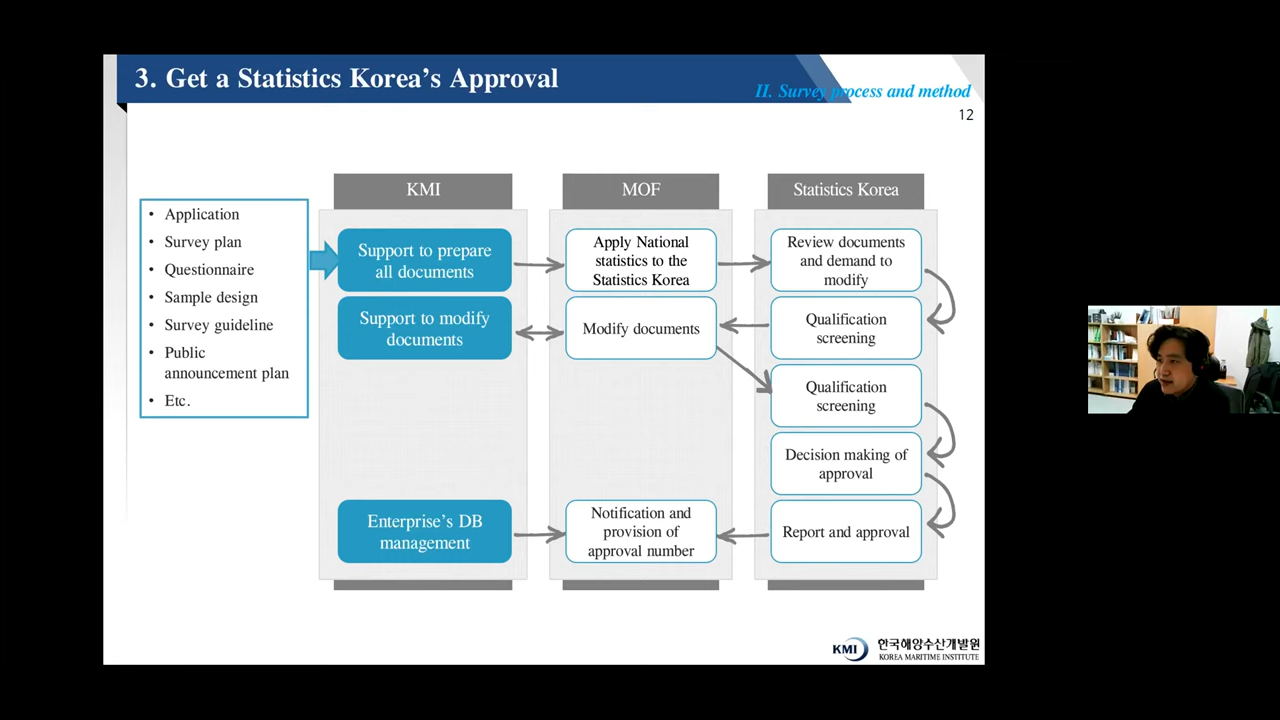 3. Get a Statistics Korea’s Approval
II. Survey process and method
12
• Application
• Survey plan
• Questionnaire
• Sample design
• Survey guideline
• Public
announcement plan
• Etc.
KMI
Support to prepare
all documents
Support to modify
documents
Enterprise’s DB
management
MOF
Apply National
statistics to the
Statistics Korea
Modify documents
Notification and
provision of
approval number
Statistics Korea
Review documents
and demand to
modify
Qualification
screening
Qualification
screening
Decision making of
approval
Report and approval
KMI
한국해양수산개발원
KOREA MARITIME INSTITUTE